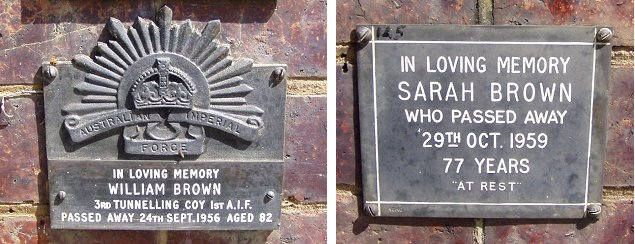 AUSTRALIAN IMPERIAL
FORCE
IN LOVING MEMORY
WILLIAM BROWN
3RD TUNNELLING COY 1ST A.I.F.
PASSED AWAY 24TH SEPT. 1956 AGED 82
145
IN LOVING MEMORY
SARAH BROWN
WHO PASSED AWAY
29TH OCT. 1959
77 YEARS
"AT REST"